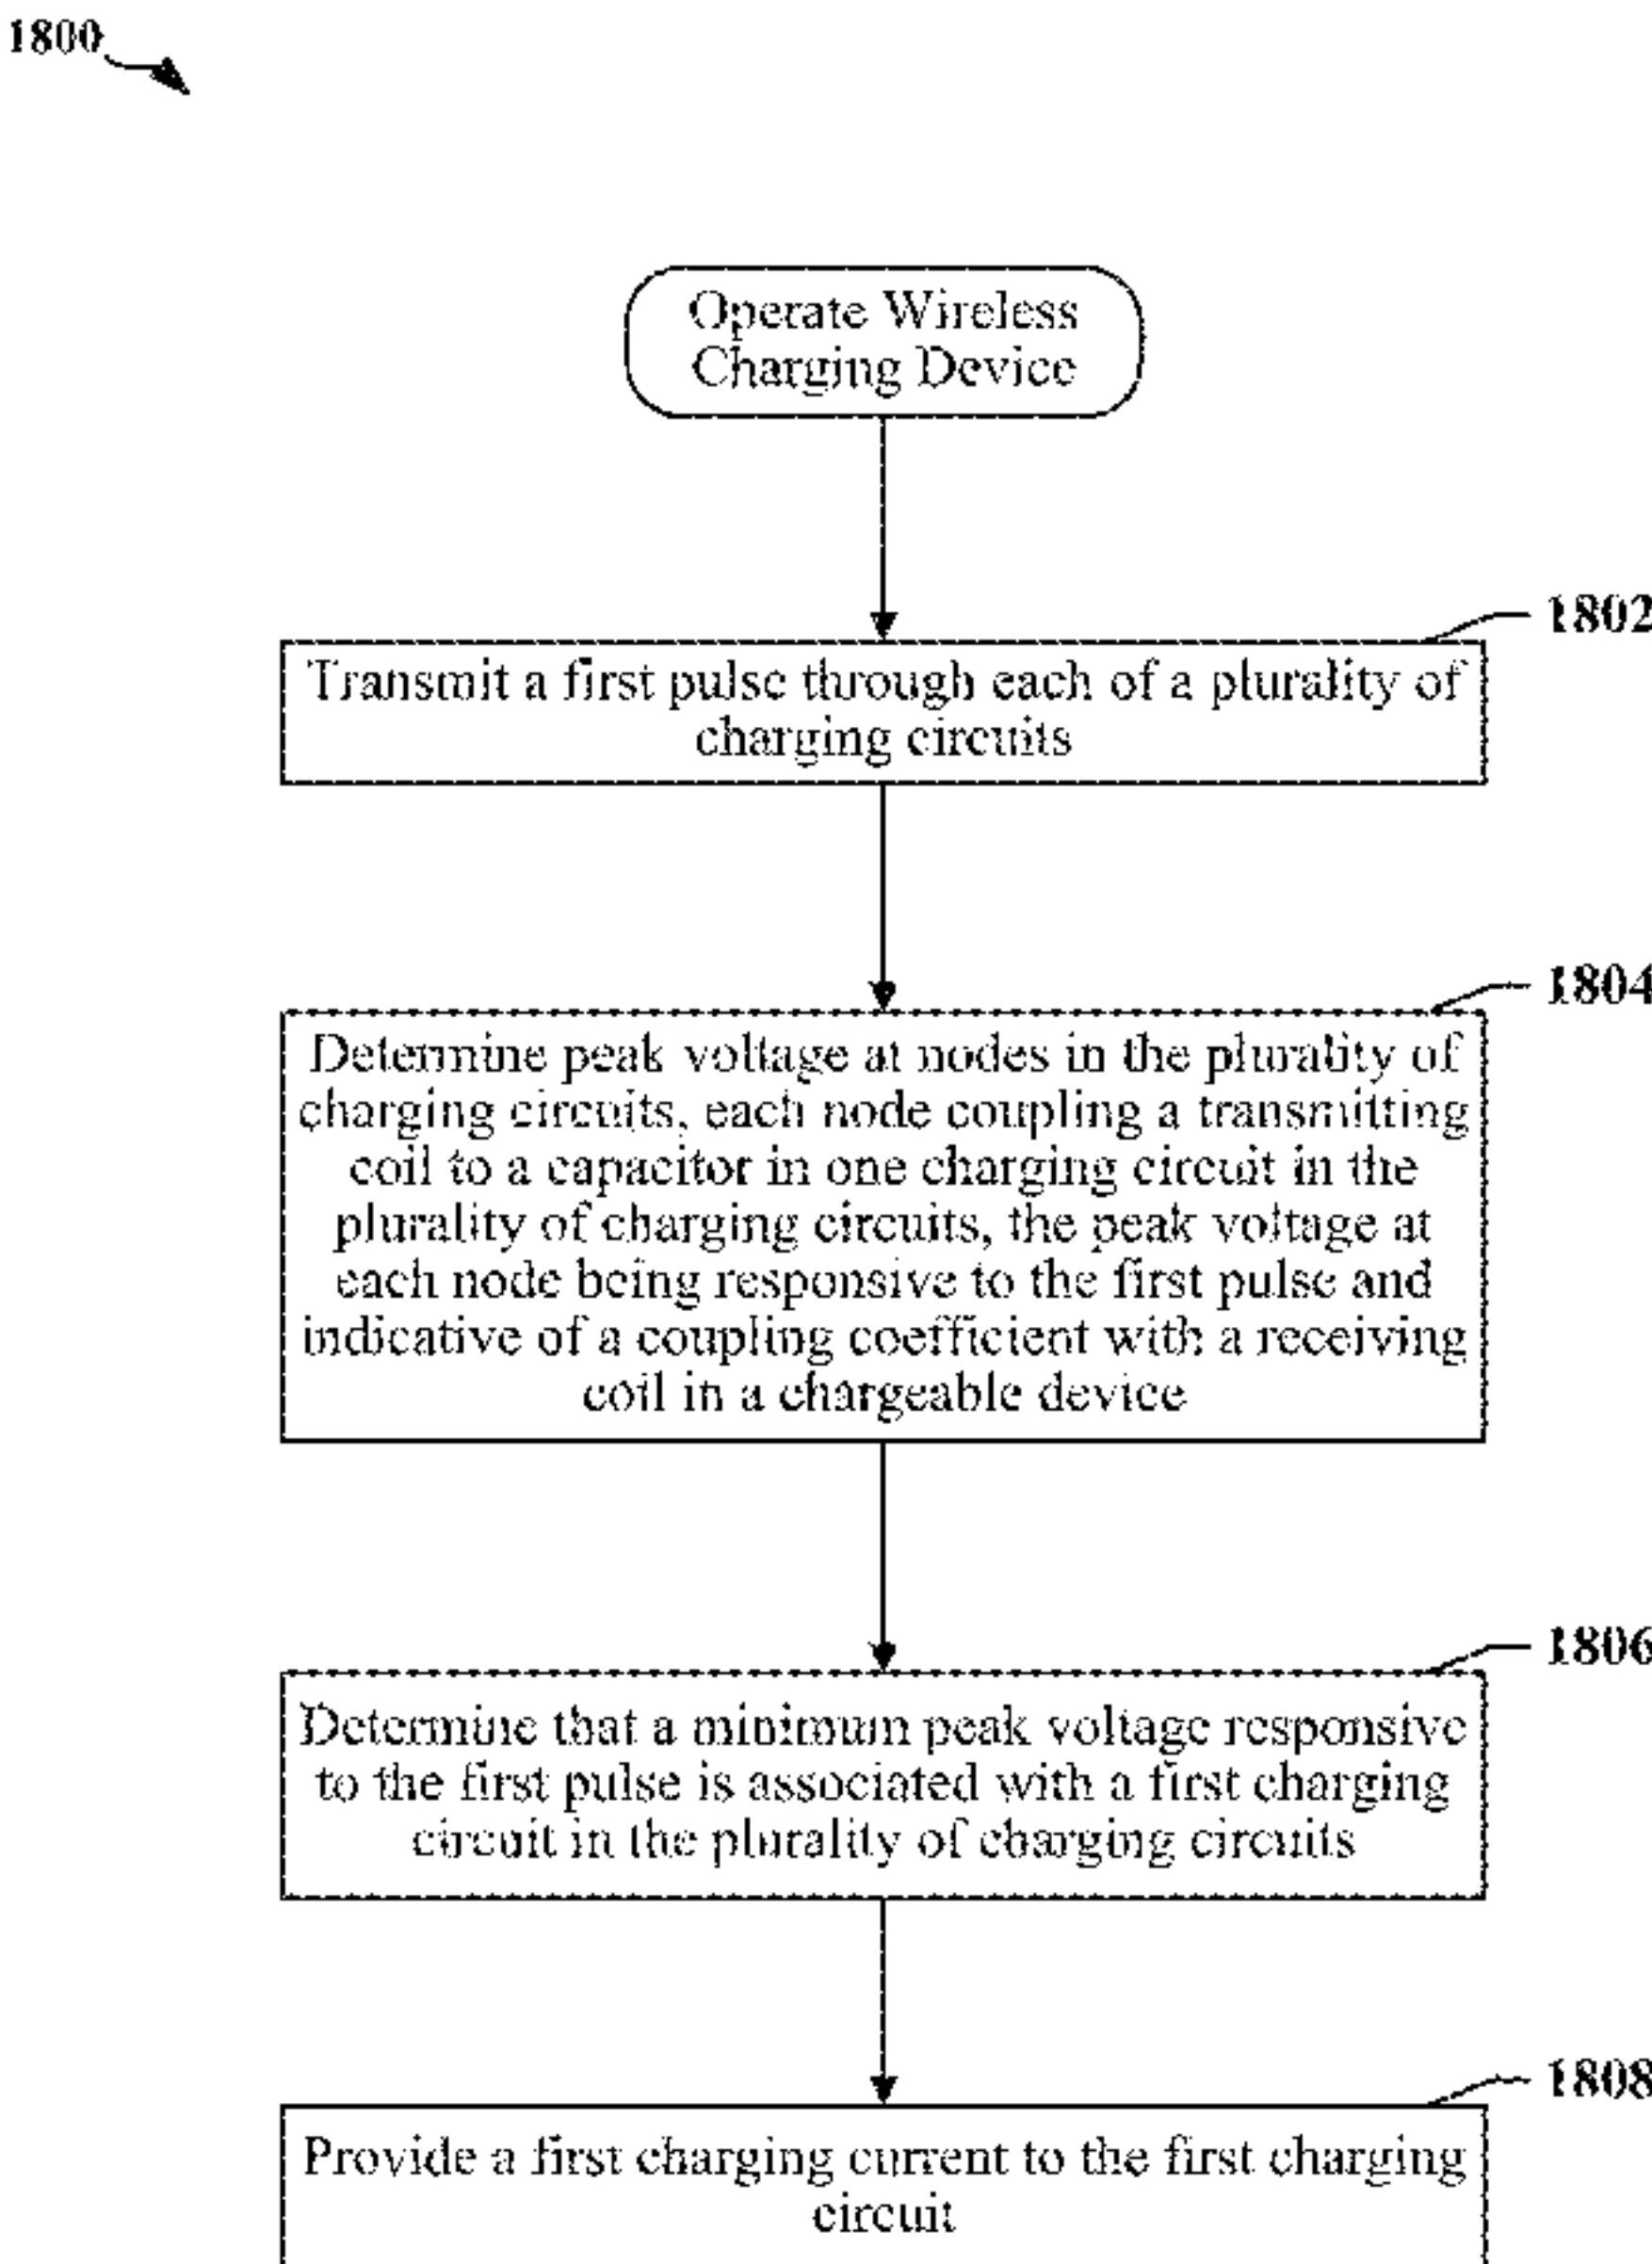 1800
Operate Wireless
Charging Device
1802
Transmit a first pulse through each of a plurality of
charging circuits
1804
Determine peak voltage at nodes in the plurality of
charging circuits, each node coupling a transmitting
coil to a capacitor in one charging circuit in the
plurality of charging circuits, the peak voltage at
each node being responsive to the first pulse and
indicative of a coupling coefficient with a receiving
coil in a chargeable device
1806
Determine that a minimum peak voltage responsive
to the first pulse is associated with a first charging
circuit in the plurality of charging circuits
1808
Provide a first charging current to the first charging
circuit